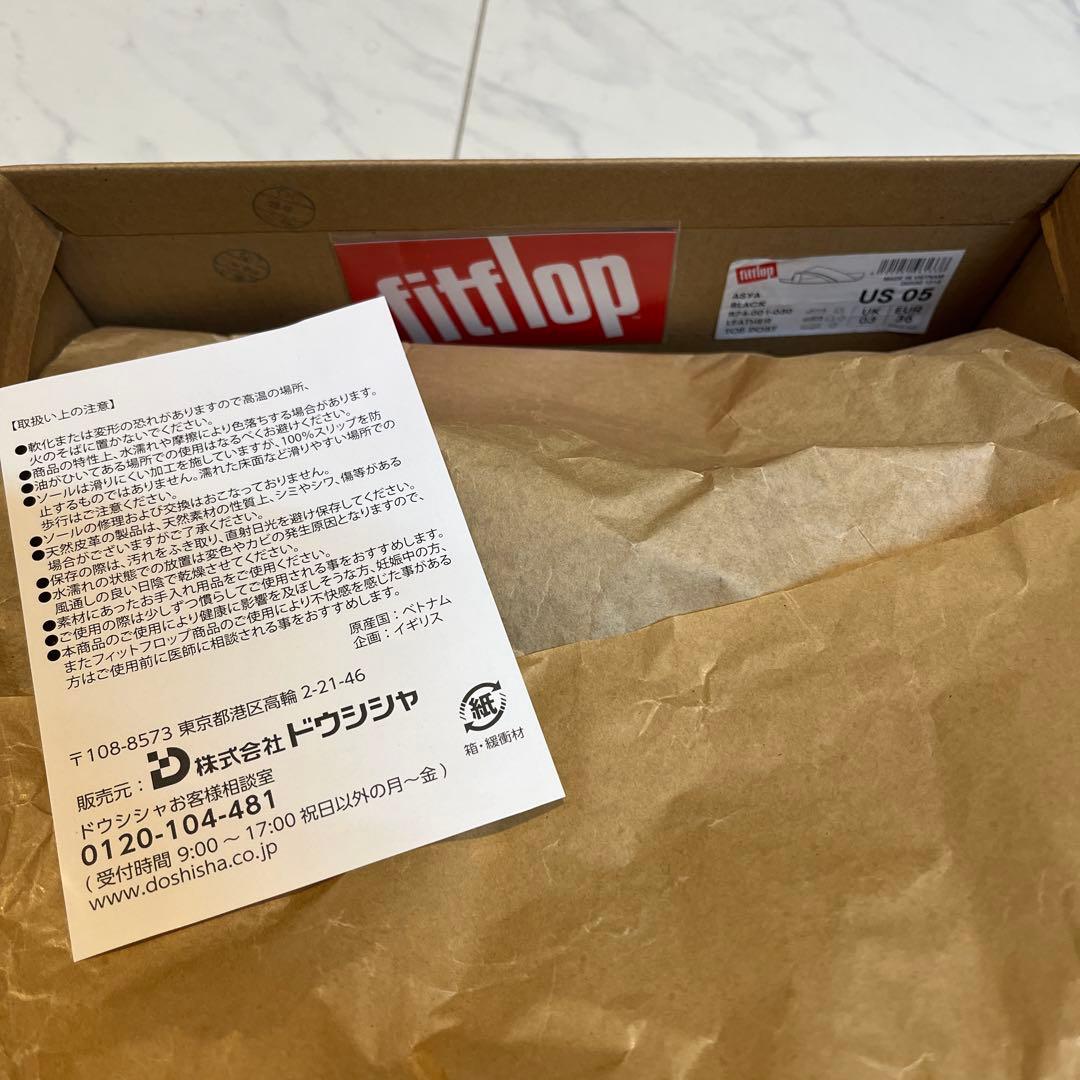 fitflop
fitflop
ASYA
BLACK
LEATHER
TOE POST
MADE IN VIETNAM
US 05
UK
EUR
03
36
【取扱い上の注意】
●軟化または変形の恐れがありますので高温の場所、
火のそばに置かないでください。
●商品の特性上、水濡れや摩擦により色落ちする場合があります。
●油がひいてある場所での使用はなるべくお避けください。
●ソールは滑りにくい加工を施していますが、100%スリップを防
止するものではありません。濡れた床面など滑りやすい場所での
歩行はご注意ください。
●ソールの修理および交換はおこなっておりません。
●天然皮革の製品は、天然素材の性質上、シミやシワ、傷等がある
場合がございますがご了承ください。
●保存の際は、汚れをふき取り、直射日光を避け保存してください。
●水濡れの状態での放置は変色やカビの発生原因となりますので、
風通しの良い日陰で乾燥させてください。
●素材にあったお手入れ用品をご使用ください。
●ご使用の際は少しずつ慣らしてご使用される事をおすすめします。
●本商品のご使用により健康に影響を及ぼしそうな方、妊娠中の方、
またフィットフロップ商品のご使用により不快感を感じた事がある
方はご使用前に医師に相談される事をおすすめします。
原産国：ベトナム
企画：イギリス
〒108-8573 東京都港区高輪 2-21-46
販売元： 株式会社ドウシシャ
ドウシシャお客様相談室
0120-104-481
( 受付時間 9:00 ～ 17:00 祝日以外の月～金 )
www.doshisha.co.jp
紙
箱・緩衝材